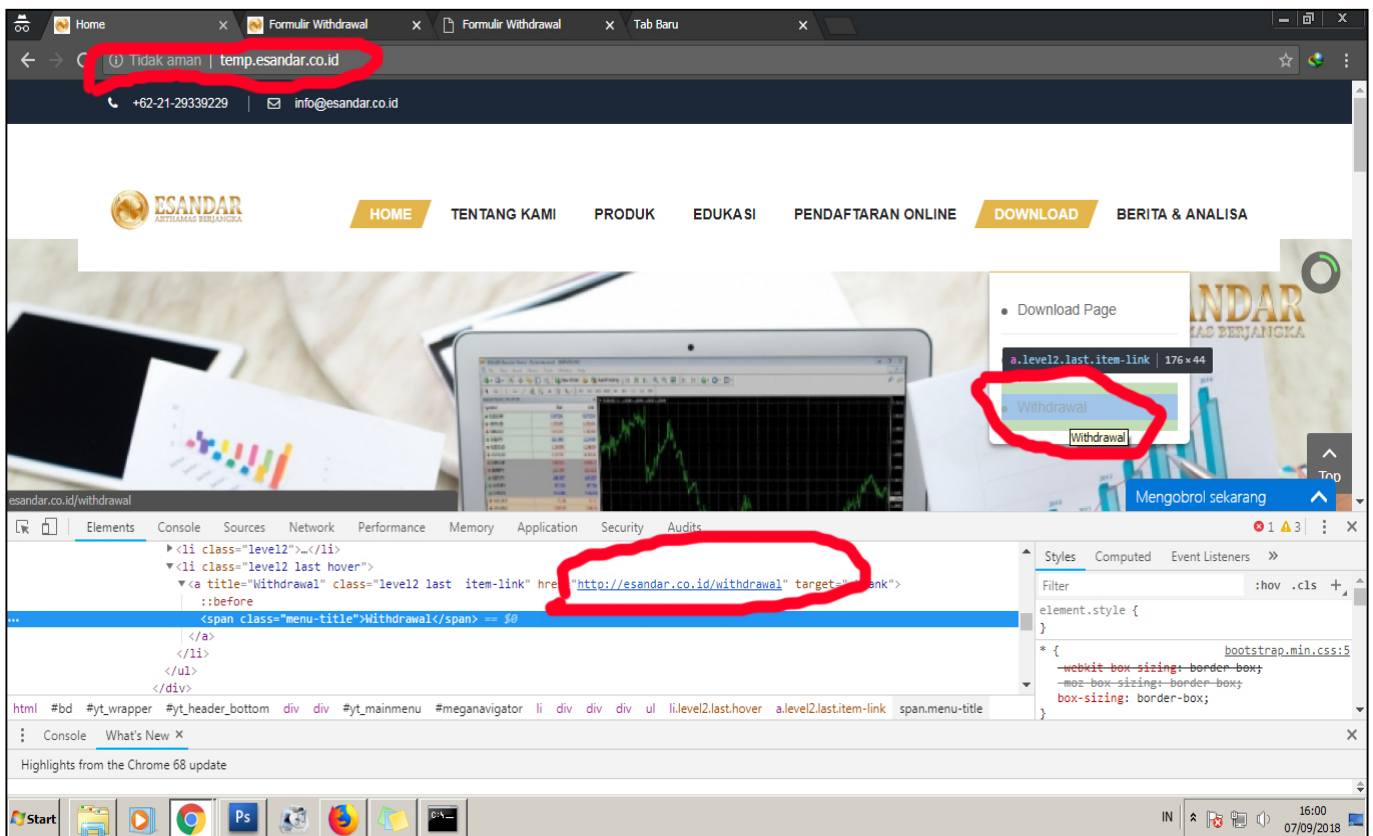 Home
Formulir Withdrawal
Formulir Withdrawal
Tab Baru
Tidak aman | temp.esandar.co.id
+62-21-29339229 | info@esandar.co.id
ESANDAR
ARTHAMAS BERJANGKA
HOME TENTANG KAMI PRODUK EDUKASI PENDAFTARAN ONLINE DOWNLOAD BERITA & ANALISA
Download Page
a.level2.last.item-link | 176×44
Withdrawal
Withdrawal
Top
Mengobrol sekarang
esandar.co.id/withdrawal
Elements Console Sources Network Performance Memory Application Security Audits 1 3
<li class="level2">…</li>
<li class="level2 last hover">
<a title="Withdrawal" class="level2 last item-link" "http://esandar.co.id/withdrawal"
::before
<span class="menu-title">Withdrawal</span> == $0
</a>
</li>
</ul>
</div>
html #bd #yt_wrapper #yt_header_bottom div div #yt_mainmenu #meganavigator li div div div ul li.level2.last.hover a.level2.last.item-link span.menu-title
Styles Computed Event Listeners »
Filter :hov .cls +
element.style {
}
* { bootstrap.min.css:5
-webkit-box-sizing: border-box;
-moz-box-sizing: border-box;
box-sizing: border-box;
}
Console What's New ×
Highlights from the Chrome 68 update
Start
Ps
IN
16:00
07/09/2018